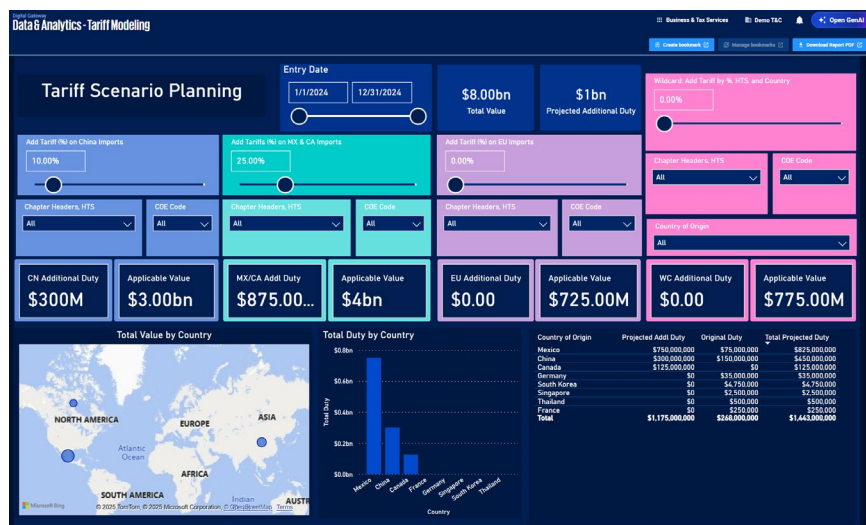 Digital Gateway
Data & Analytics - Tariff Modeling
Business & Tax Services
Demo T&C
Open GenAI
Create bookmark
Manage bookmarks
Download Report PDF
Tariff Scenario Planning
Entry Date
1/1/2024
12/31/2024
$8.00bn
Total Value
$1bn
Projected Additional Duty
Wildcard: Add Tariff by % HTS, and Country
0.00%
Add Tariff (%) on China Imports
10.00%
Add Tariffs (%) on MX & CA Imports
25.00%
Add Tariff (%) on EU Imports
0.00%
Chapter Headers, HTS
All
COE Code
All
Chapter Headers, HTS
All
COE Code
All
Chapter Headers, HTS
All
COE Code
All
Chapter Headers, HTS
All
COE Code
All
Country of Origin
All
CN Additional Duty
$300M
Applicable Value
$3.00bn
MX/CA Addl Duty
$875.00...
Applicable Value
$4bn
EU Additional Duty
$0.00
Applicable Value
$725.00M
WC Additional Duty
$0.00
Applicable Value
$775.00M
Total Value by Country
NORTH AMERICA
EUROPE
ASIA
Atlantic
Ocean
AFRICA
SOUTH AMERICA
Indian
AUSTR
Microsoft Bing
© 2025 TomTom, © 2025 Microsoft Corporation, © OpenStreetMap Terms
Total Duty by Country
$0.8bn
$0.6bn
$0.4bn
$0.2bn
$0.0bn
Total Duty
Mexico
China
Canada
France
Germany
Singapore
South Korea
Thailand
Country
Country of Origin Projected Addl Duty Original Duty Total Projected Duty
Mexico $750,000,000 $75,000,000 $825,000,000
China $300,000,000 $150,000,000 $450,000,000
Canada $125,000,000 $0 $125,000,000
Germany $0 $35,000,000 $35,000,000
South Korea $0 $4,750,000 $4,750,000
Singapore $0 $2,500,000 $2,500,000
Thailand $0 $500,000 $500,000
France $0 $250,000 $250,000
Total $1,175,000,000 $268,000,000 $1,443,000,000